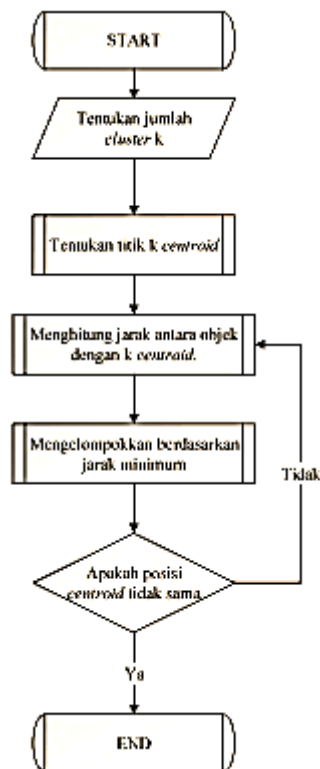 START
Tentukan jumlah
cluster k
Tentukan titik k centroid
Menghitung jarak antara objek
dengan k centroid.
Mengelompokkan berdasarkan
jarak minimum
Tidak
Apakah posisi
centroid tidak sama
Ya
END